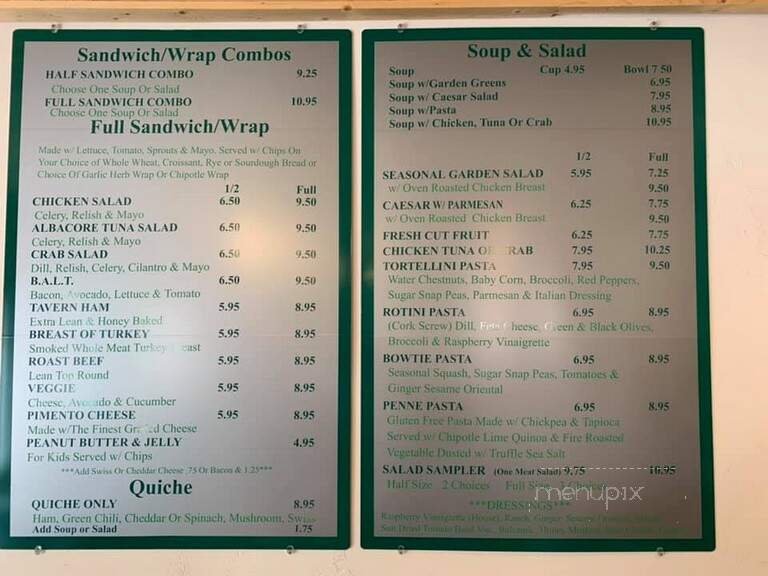 Sandwich/Wrap Combos
HALF SANDWICH COMBO 9.25
Choose One Soup Or Salad
FULL SANDWICH COMBO 10.95
Choose One Soup Or Salad
Full Sandwich/Wrap
Made w/ Lettuce, Tomato, Sprouts & Mayo. Served w/ Chips On
Your Choice of Whole Wheat, Croissant, Rye or Sourdough Bread or
Choice Of Garlic Herb Wrap Or Chipotle Wrap
1/2 Full
CHICKEN SALAD 6.50 9.50
Celery, Relish & Mayo
ALBACORE TUNA SALAD 6.50 9.50
Celery, Relish & Mayo
CRAB SALAD 6.50 9.50
Dill, Relish, Celery, Cilantro & Mayo
B.A.L.T. 6.50 9.50
Bacon, Avocado, Lettuce & Tomato
TAVERN HAM 5.95 8.95
Extra Lean & Honey Baked
BREAST OF TURKEY 5.95 8.95
Smoked Whole Meat Turkey Breast
ROAST BEEF 5.95 8.95
Lean Top Round
VEGGIE 5.95 8.95
Cheese, Avocado & Cucumber
PIMENTO CHEESE 5.95 8.95
Made w/The Finest Grated Cheese
PEANUT BUTTER & JELLY 4.95
For Kids Served w/ Chips
***Add Swiss Or Cheddar Cheese .75 Or Bacon & 1.25***
Quiche
QUICHE ONLY 8.95
Ham, Green Chili, Cheddar Or Spinach, Mushroom, Swiss
Add Soup or Salad 1.75
Soup & Salad
Soup Cup 4.95 Bowl 7 50
Soup w/Garden Greens 6.95
Soup w/ Caesar Salad 7.95
Soup w/Pasta 8.95
Soup w/ Chicken, Tuna Or Crab 10.95
1/2 Full
SEASONAL GARDEN SALAD 5.95 7.25
w/ Oven Roasted Chicken Breast 9.50
CAESAR W/ PARMESAN 6.25 7.75
w/ Oven Roasted Chicken Breast 9.50
FRESH CUT FRUIT 6.25 7.75
CHICKEN TUNA OR CRAB 7.95 10.25
TORTELLINI PASTA 7.95 9.50
Water Chestnuts, Baby Corn, Broccoli, Red Peppers,
Sugar Snap Peas, Parmesan & Italian Dressing
ROTINI PASTA 6.95 8.95
(Cork Screw) Dill, Feta Cheese, Green & Black Olives,
Broccoli & Raspberry Vinaigrette
BOWTIE PASTA 6.95 8.95
Seasonal Squash, Sugar Snap Peas, Tomatoes &
Ginger Sesame Oriental
PENNE PASTA 6.95 8.95
Gluten Free Pasta Made w/ Chickpea & Tapioca
Served w/ Chipotle Lime Quinoa & Fire Roasted
Vegetable Dusted w/ Truffle Sea Salt
SALAD SAMPLER (One Meat Salad) 9.75 10.95
Half Size 2 Choices Full Size 3 Choices
menupix
***DRESSINGS***
Raspberry Vinaigrette (House), Ranch, Ginger
Sun Dried Tomato Basil Vin., Balsamic, Honey Mustard